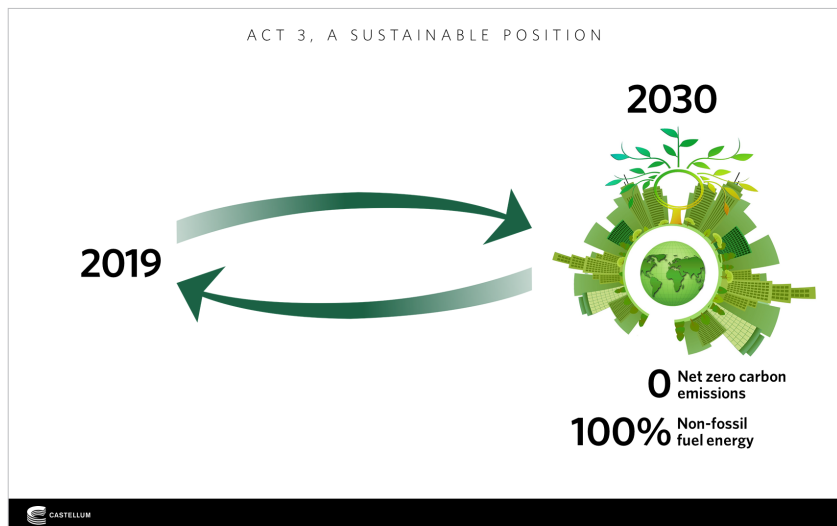 ACT 3, A SUSTAINABLE POSITION
2030
2019
0 Net zero carbon
emissions
100% Non-fossil
fuel energy
CASTELLUM